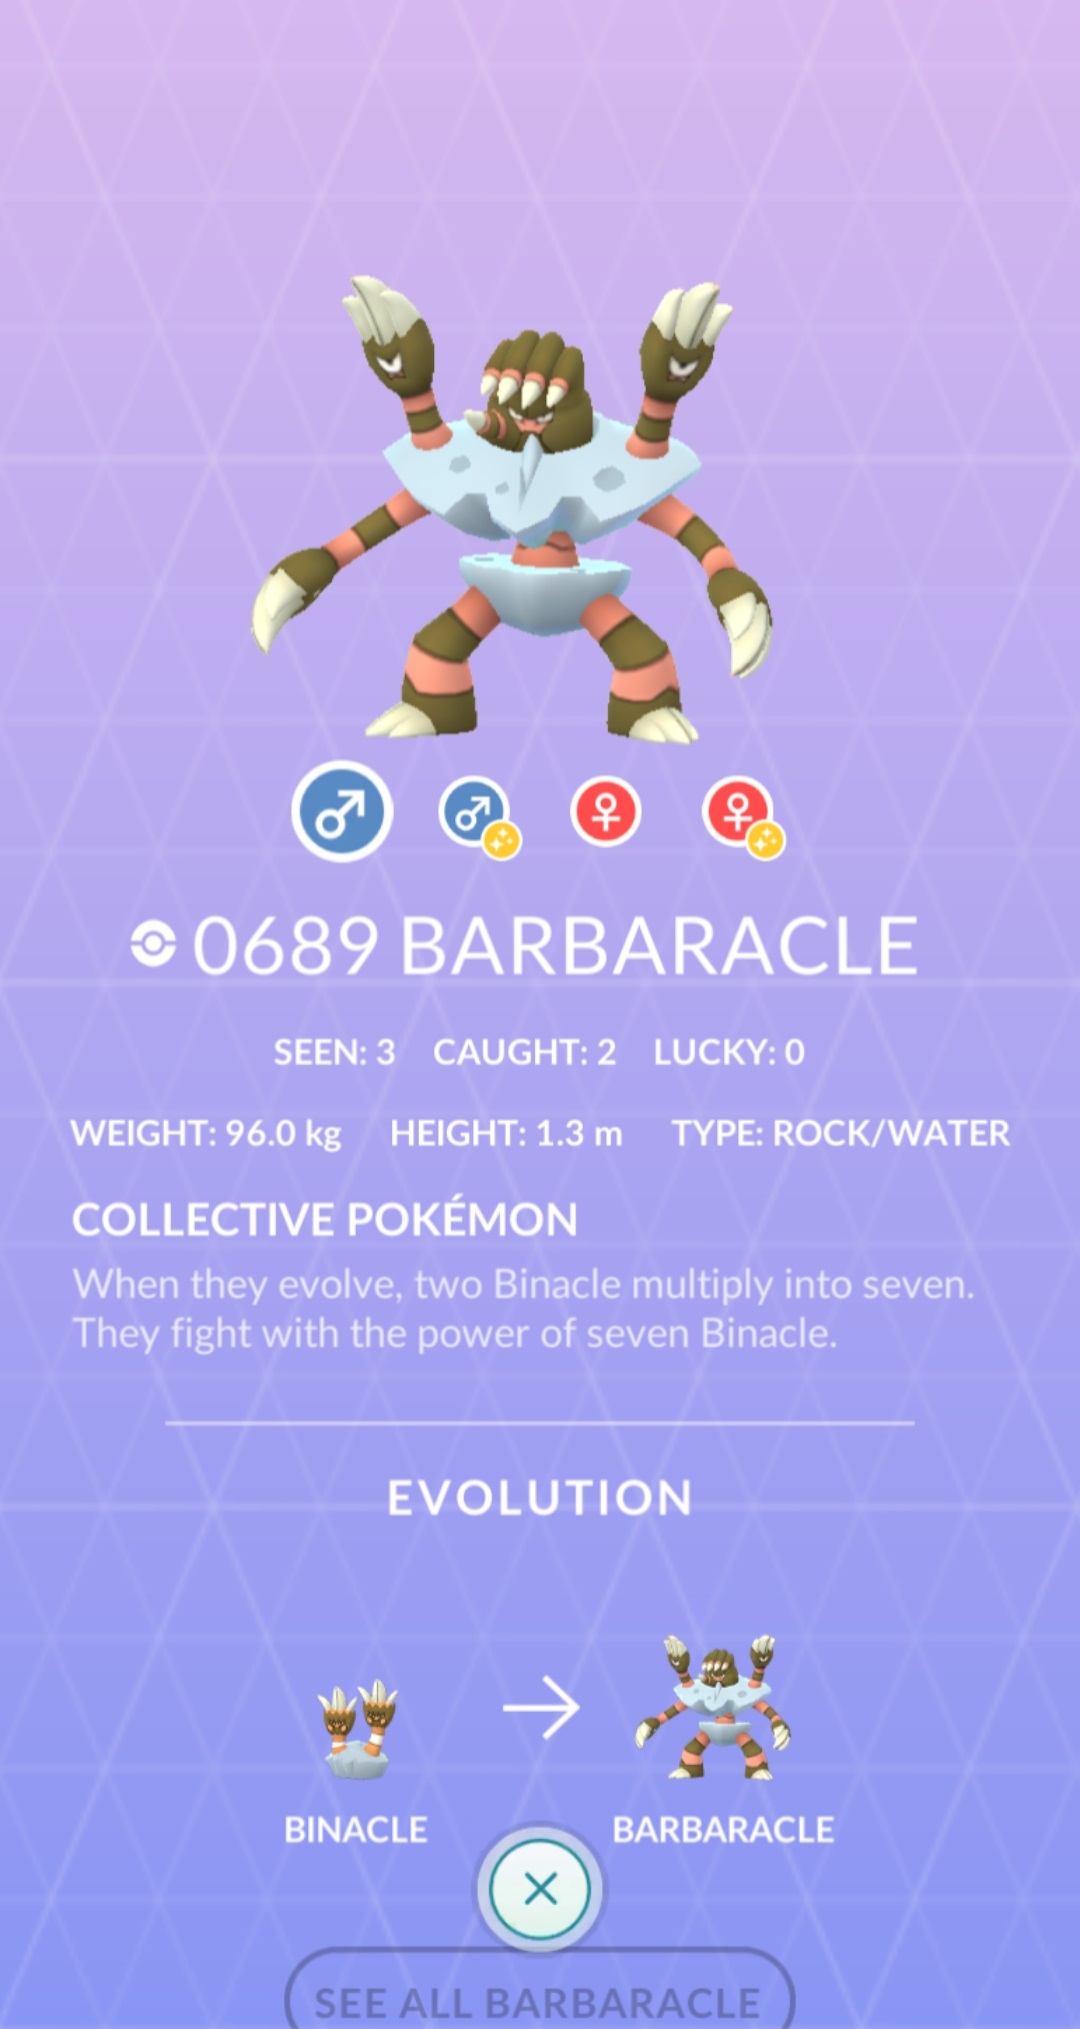 0689 BARBARACLE
SEEN: 3 CAUGHT: 2 LUCKY: 0
WEIGHT: 96.0 kg HEIGHT: 1.3 m TYPE: ROCK/WATER
COLLECTIVE POKÉMON
When they evolve, two Binacle multiply into seven.
They fight with the power of seven Binacle.
EVOLUTION
BINACLE BARBARACLE
SEE ALL BARBARACLE